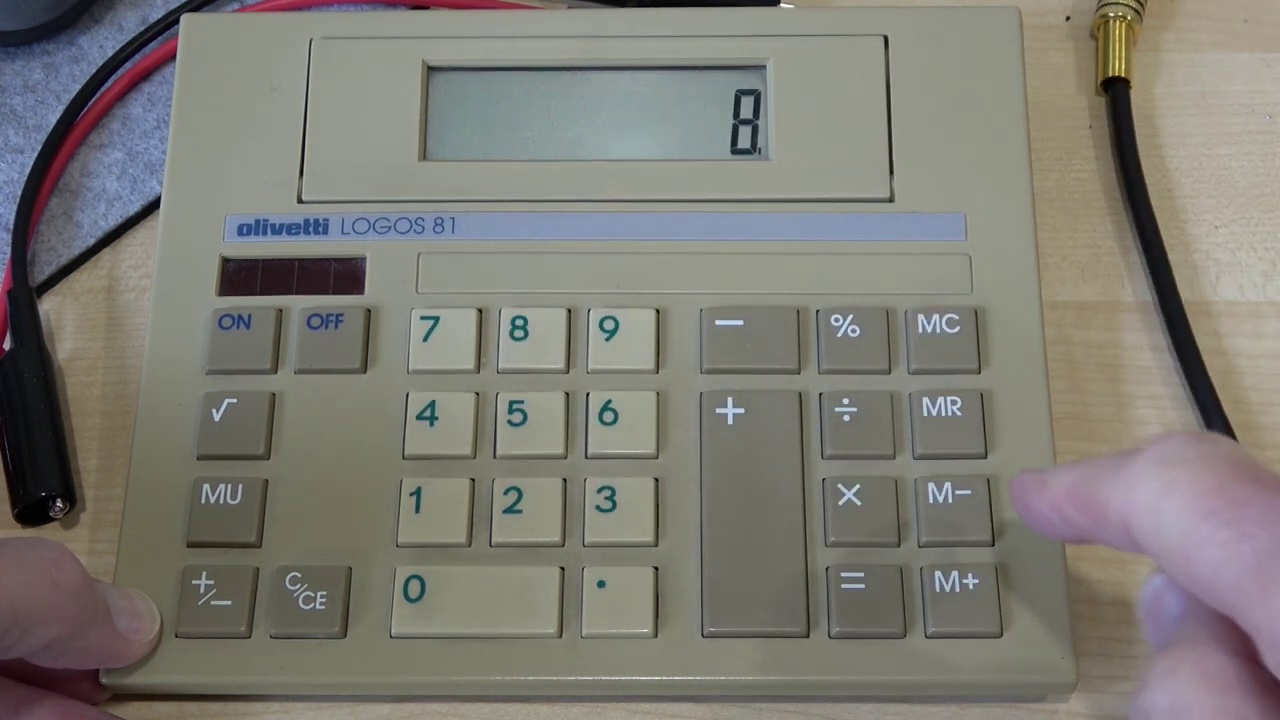 8.
olivetti LOGOS 81
ON OFF 7 8 9 − % MC
√ 4 5 6 + ÷ MR
MU 1 2 3 × M−
+/− C/CE 0 . = M+